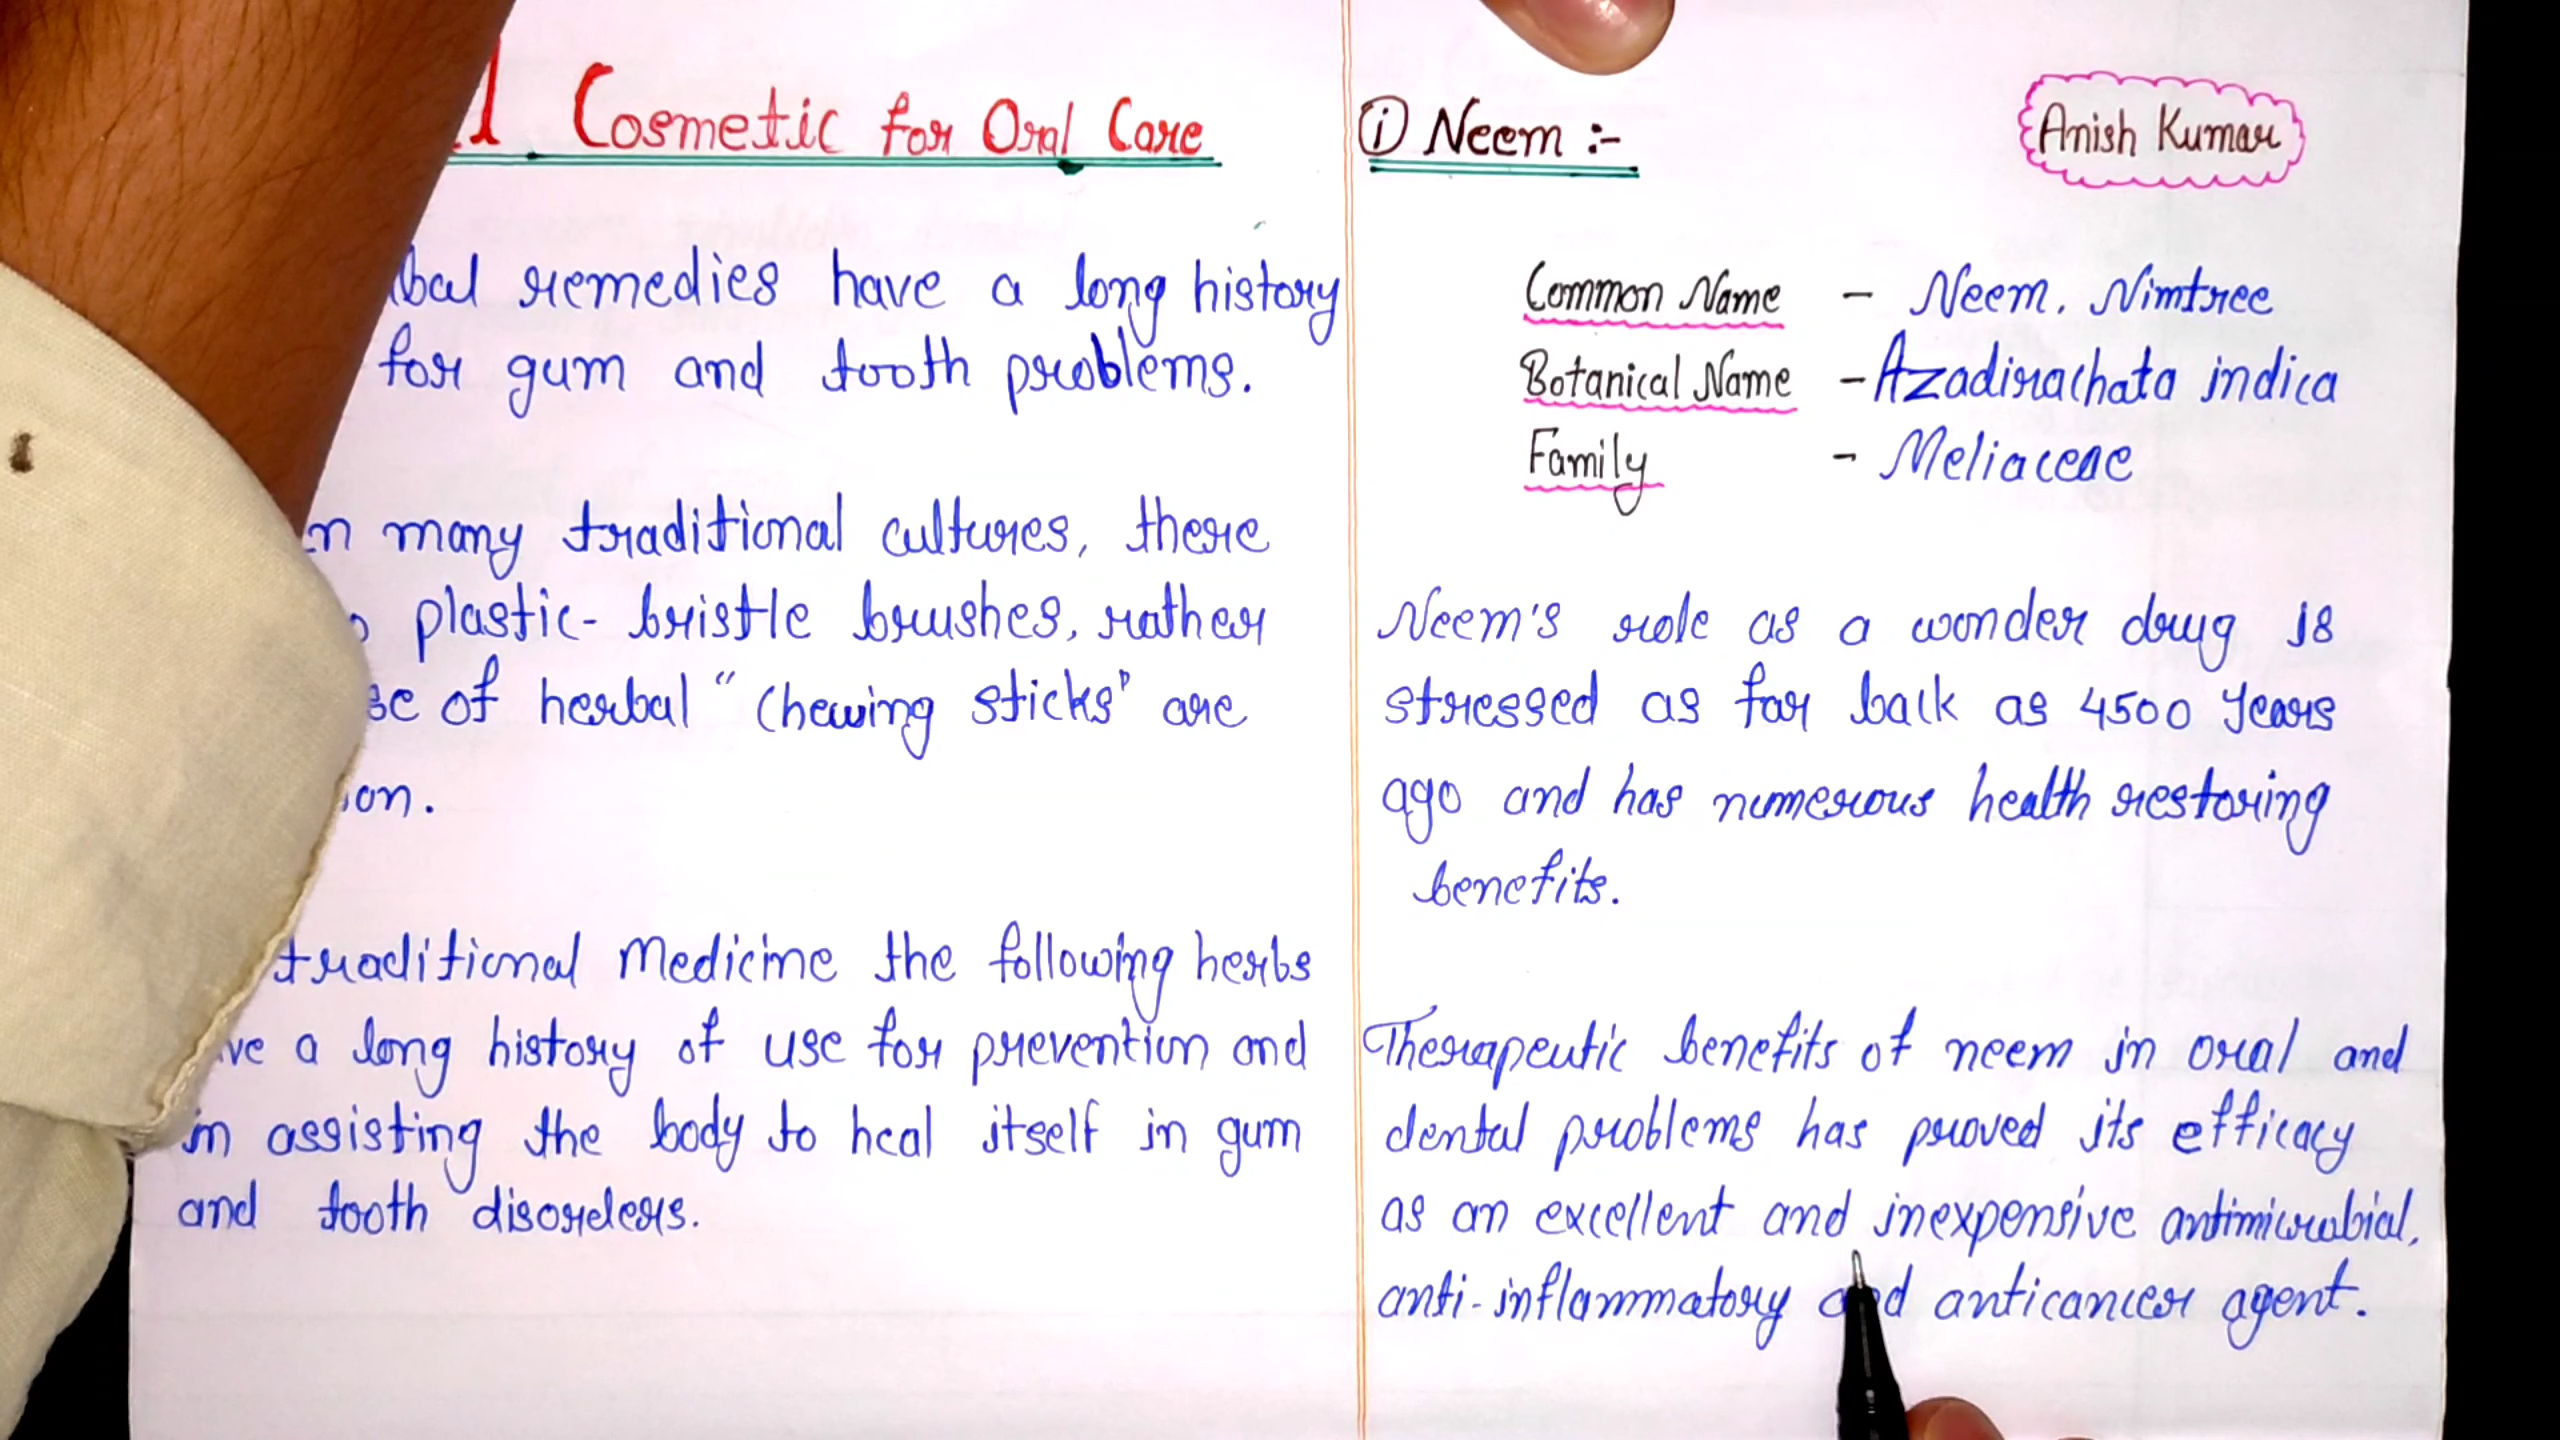 Cosmetic for Oral Care
remedies have a long history
for gum and tooth problems.
many traditional cultures, there
plastic-bristle brushes, rather
of herbal "Chewing sticks" are
traditional Medicine the following herbs
a long history of use for prevention and
in assisting the body to heal itself in gum
and tooth disorders.
(i) Neem :-
Anish Kumar
Common Name - Neem, Nimtree
Botanical Name - Azadirachata indica
Family - Meliaceae
Neem's role as a wonder drug is
stressed as far back as 4500 Years
ago and has numerous health restoring
benefits.
Therapeutic benefits of neem in oral and
dental problems has proved its efficacy
as an excellent and inexpensive antimicrobial,
anti-inflammatory and anticancer agent.